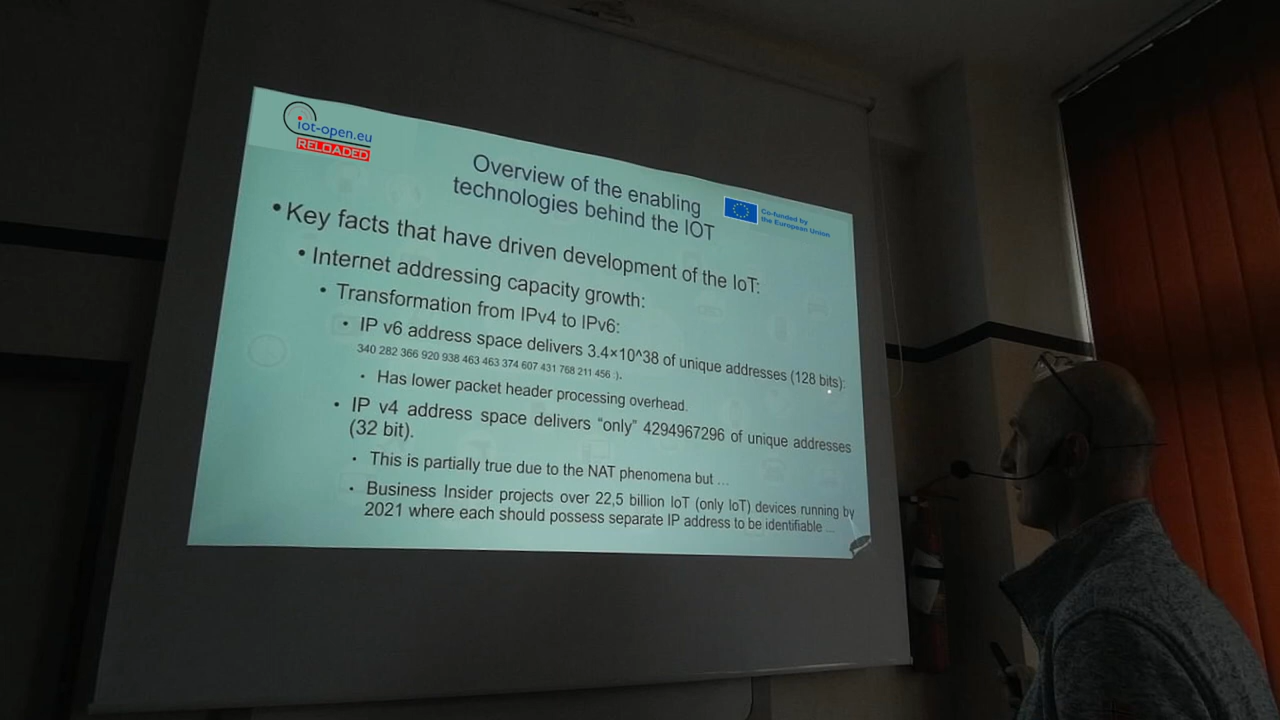 iot-open.eu
RELOADED
Overview of the enabling
technologies behind the IOT
Co-funded by
the European Union
• Key facts that have driven development of the IoT:
• Internet addressing capacity growth:
• Transformation from IPv4 to IPv6:
• IP v6 address space delivers 3.4×10^38 of unique addresses (128 bits):
340 282 366 920 938 463 463 374 607 431 768 211 456 :).
• Has lower packet header processing overhead.
• IP v4 address space delivers “only” 4294967296 of unique addresses
(32 bit).
• This is partially true due to the NAT phenomena but ...
• Business Insider projects over 22,5 billion IoT (only IoT) devices running by
2021 where each should possess separate IP address to be identifiable ...